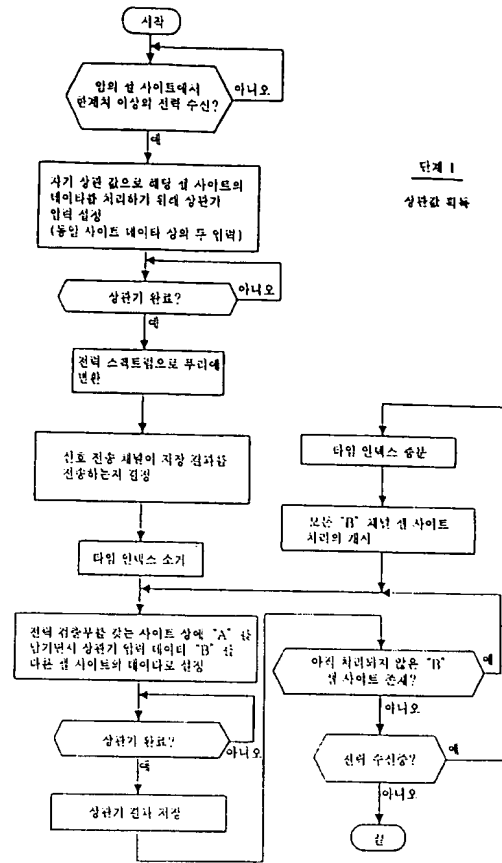 시작
임의 셀 사이트에서
한계치 이상의 전력 수신?
아니오
예
단계 1
상관값 획득
자기 상관 값으로 해당 셀 사이트의
데이타를 처리하기 위해 상관기
입력 설정
(동일 사이트 데이타 상의 두 입력)
상관기 완료?
아니오
예
전력 스펙트럼으로 푸리에
변환
신호 전송 채널이 저장 결과를
전송하는지 결정
타임 인덱스 소기
타임 인덱스 증분
모든 "B" 채널 셀 사이트
처리의 개시
전력 검출부를 갖는 사이트 상에 "A" 를
남기면서 상관기 입력 데이터 "B" 를
다른 셀 사이트의 데이타로 설정
아직 처리되지 않은 "B"
셀 사이트 존재?
예
아니오
상관기 완료?
아니오
예
전력 수신중?
예
아니오
상관기 결과 저장
끝